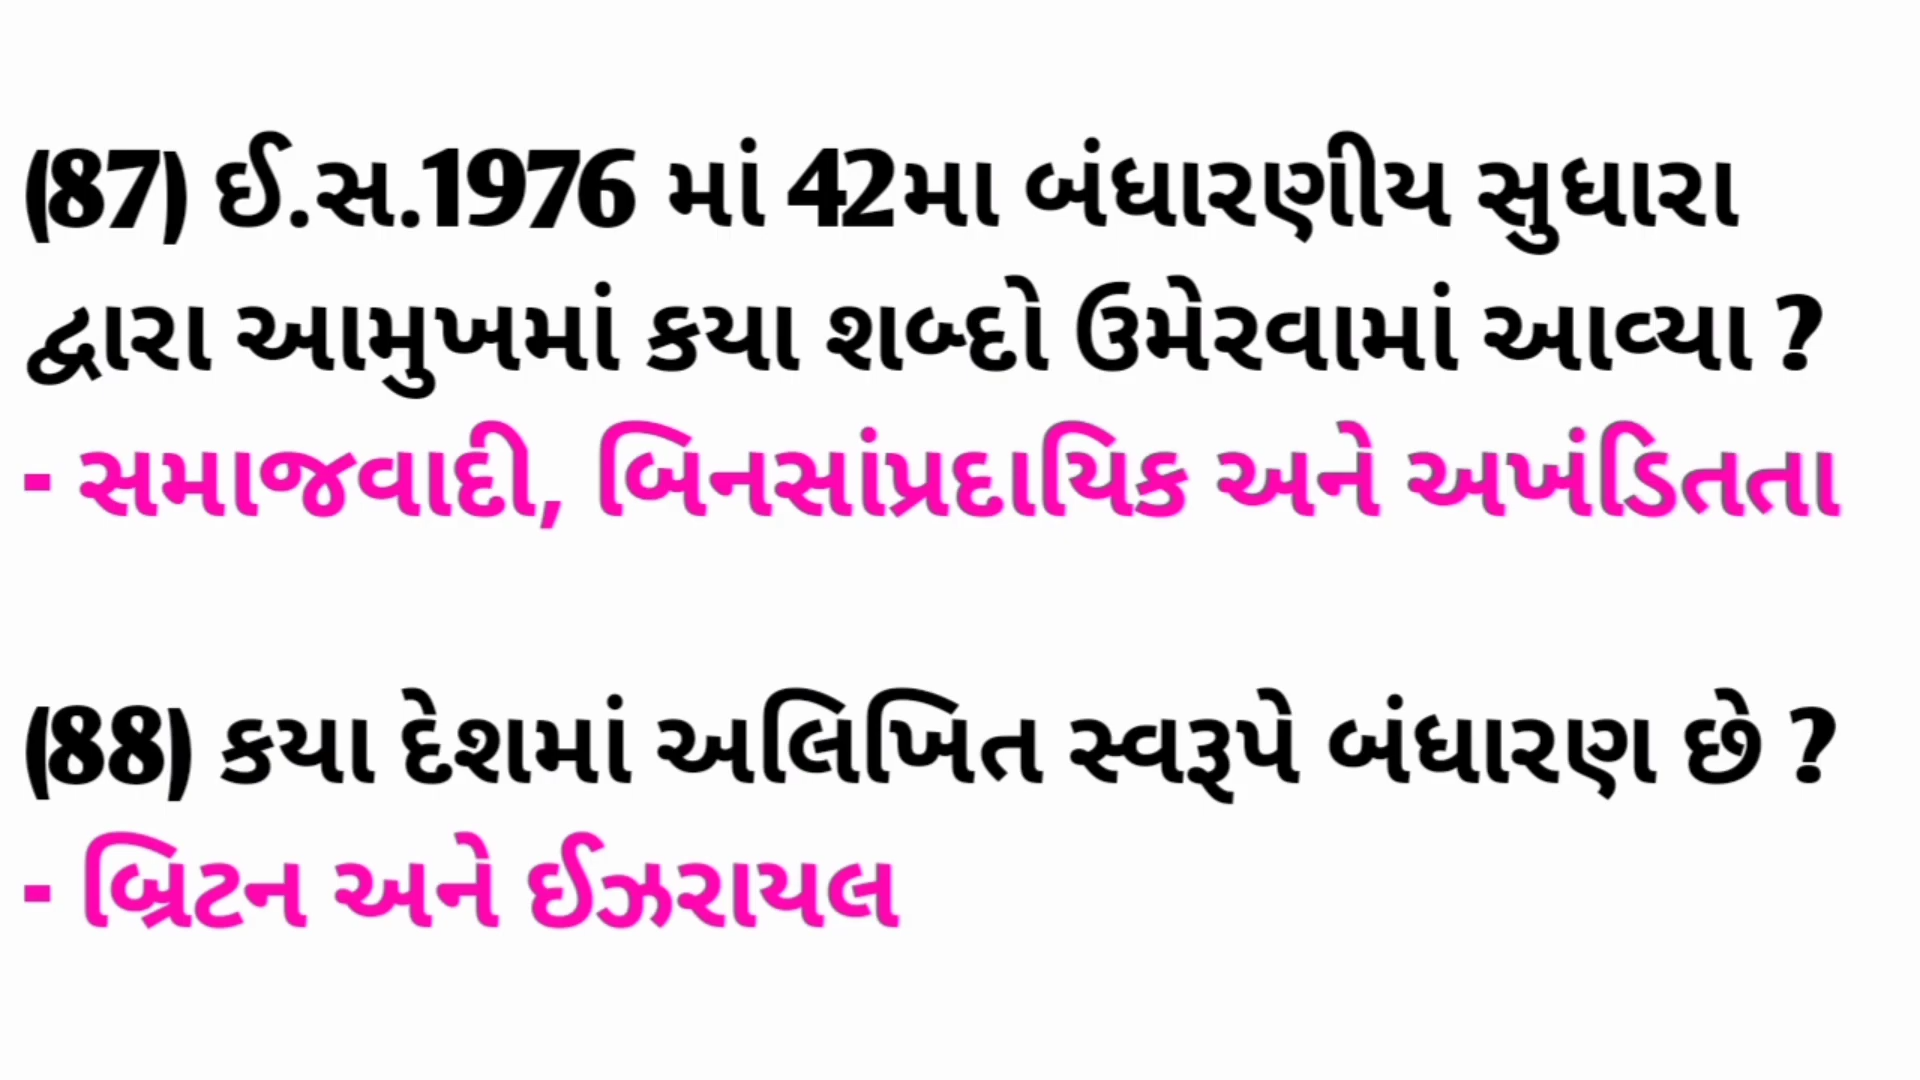 (87) ઈ.સ.1976 માં 42મા બંધારણીય સુધારા
દ્વારા આમુખમાં કયા શબ્દો ઉમેરવામાં આવ્યા ?
- સમાજવાદી, બિનસાંપ્રદાયિક અને અખંડિતતા
(88) કયા દેશમાં અલિખિત સ્વરૂપે બંધારણ છે ?
- બ્રિટન અને ઈઝરાયલ